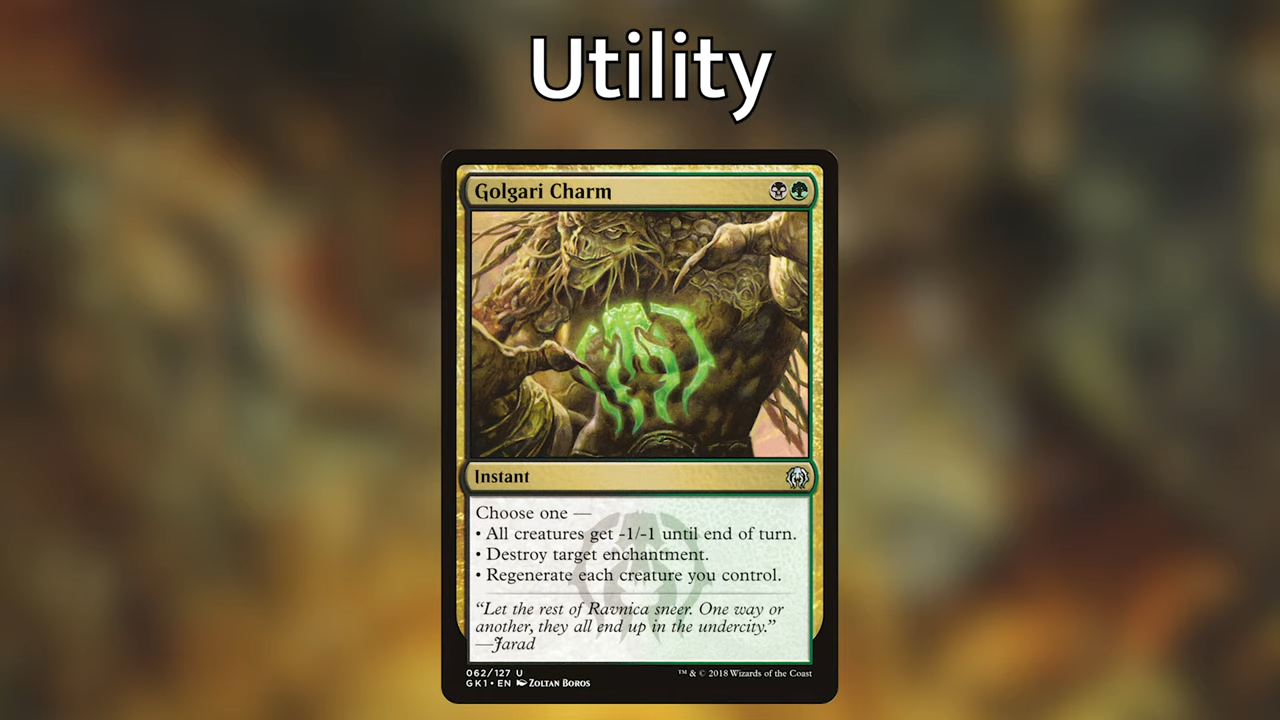 Utility
Golgari Charm
Instant
Choose one —
• All creatures get -1/-1 until end of turn.
• Destroy target enchantment.
• Regenerate each creature you control.
“Let the rest of Ravnica sneer. One way or
another, they all end up in the undercity.”
—Jarad
062/127 U
GK1 • EN Zoltan Boros
™ & © 2018 Wizards of the Coast